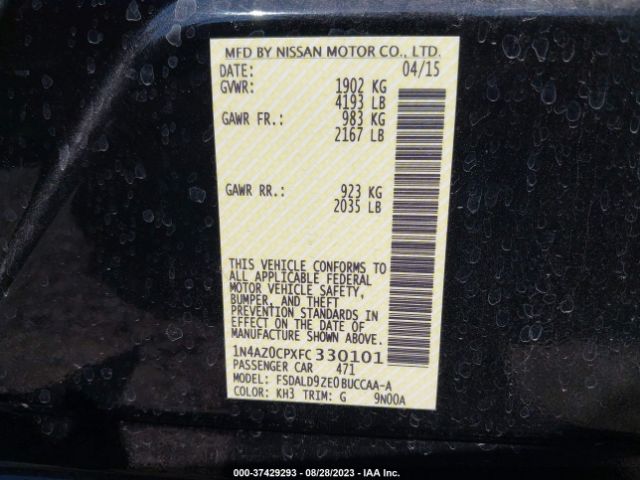 MFD BY NISSAN MOTOR CO., LTD.
DATE: 04/15
GVWR: 1902 KG
4193 LB
GAWR FR.: 983 KG
2167 LB
GAWR RR.: 923 KG
2035 LB
THIS VEHICLE CONFORMS TO
ALL APPLICABLE FEDERAL
MOTOR VEHICLE SAFETY,
BUMPER, AND THEFT
PREVENTION STANDARDS IN
EFFECT ON THE DATE OF
MANUFACTURE SHOWN ABOVE.
1N4AZ0CPXFC330101
PASSENGER CAR 471
MODEL: FSDALD9ZE0BUCCAA-A
COLOR: KH3 TRIM: G 9N00A
000-37429293 - 08/28/2023 - IAA Inc.